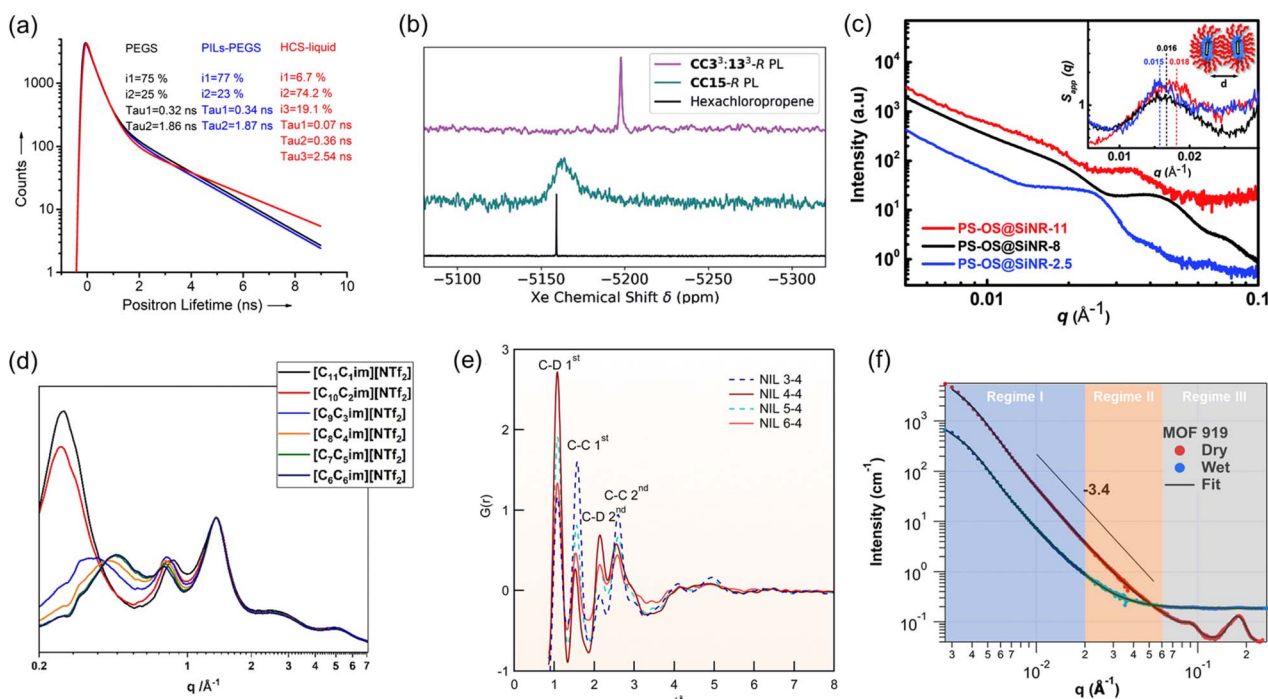 (a)
PEGS PILs-PEGS HCS-liquid
i1=75 % i1=77 % i1=6.7 %
i2=25 % i2=23 % i2=74.2 %
Tau1=0.32 ns Tau1=0.34 ns i3=19.1 %
Tau2=1.86 ns Tau2=1.87 ns Tau1=0.07 ns
Tau2=0.36 ns
Tau3=2.54 ns
Counts
1000
100
10
1
0 2 4 6 8 10
Positron Lifetime (ns)
(b)
CC3³:13³-R PL
CC15-R PL
Hexachloropropene
−5100 −5150 −5200 −5250 −5300
Xe Chemical Shift δ (ppm)
(c)
Intensity (a.u)
10⁴
10³
10²
10¹
10⁰
0.016
0.015 0.018
d
S_app (q)
1
0.01 0.02
q (Å⁻¹)
PS-OS@SiNR-11
PS-OS@SiNR-8
PS-OS@SiNR-2.5
0.01 0.1
q (Å⁻¹)
(d)
[C₁₁C₁im][NTf₂]
[C₁₀C₂im][NTf₂]
[C₉C₃im][NTf₂]
[C₈C₄im][NTf₂]
[C₇C₅im][NTf₂]
[C₆C₆im][NTf₂]
0.2 1 2 3 4 5 6 7
q /Å⁻¹
(e)
G(r)
3
2
1
0
-1
C-D 1st
C-C 1st
C-D 2nd
C-C 2nd
NIL 3-4
NIL 4-4
NIL 5-4
NIL 6-4
0 1 2 3 4 5 6 7 8
(f)
Regime I Regime II Regime III
MOF 919
Dry
Wet
Fit
-3.4
Intensity (cm⁻¹)
10³
10²
10¹
10⁰
10⁻¹
3 4 5 6 7 10⁻² 2 3 4 5 6 7 10⁻¹ 2
q (Å⁻¹)